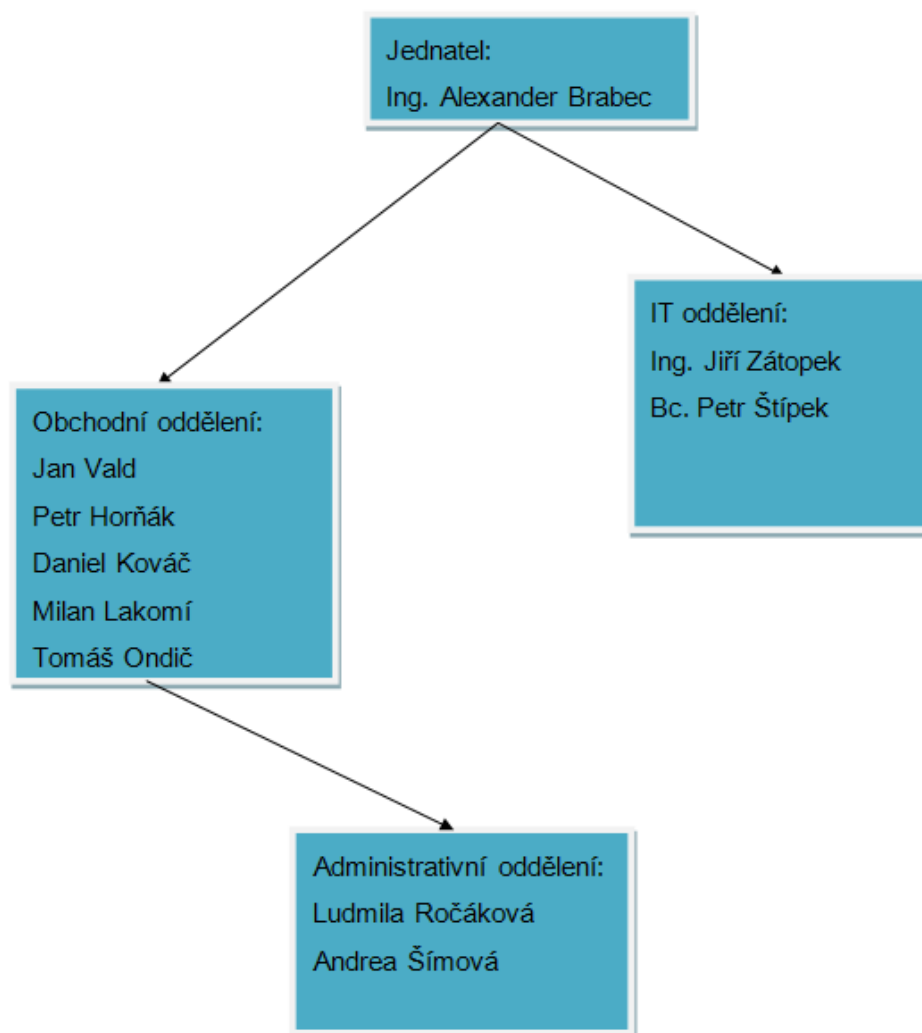 Jednatel:
Ing. Alexander Brabec
IT oddělení:
Ing. Jiří Zátopek
Bc. Petr Štípek
Obchodní oddělení:
Jan Vald
Petr Horňák
Daniel Kováč
Milan Lakomí
Tomáš Ondič
Administrativní oddělení:
Ludmila Ročáková
Andrea Šímová